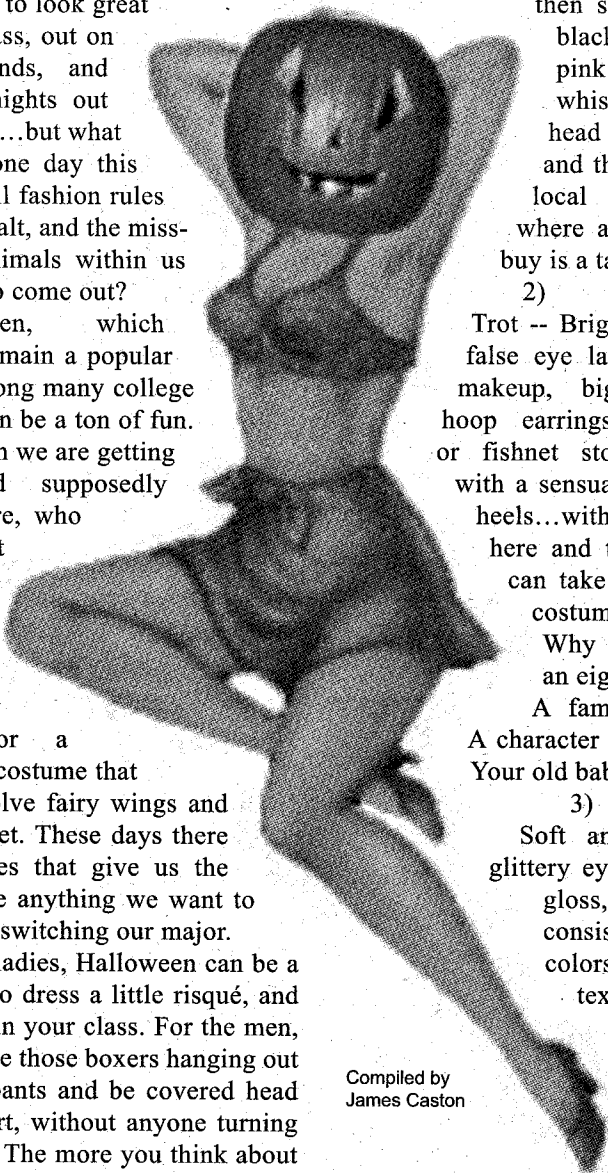 to look great
ass, out on
nds, and
nights out
…but what
one day this
l fashion rules
alt, and the miss-
imals within us
o come out?
en, which
main a popular
ong many college
n be a ton of fun.
n we are getting
d supposedly
re, who
t
or a
costume that
olve fairy wings and
et. These days there
es that give us the
e anything we want to
switching our major.
ladies, Halloween can be a
o dress a little risqué, and
in your class. For the men,
e those boxers hanging out
pants and be covered head
rt, without anyone turning
The more you think about
then s
black
pink
whis
head
and th
local
where a
buy is a ta
2)
Trot -- Brig
false eye la
makeup, big
hoop earrings
or fishnet sto
with a sensua
heels…with
here and t
can take
costum
Why
an eig
A fam
A character
Your old bab
3)
Soft an
glittery ey
gloss,
consis
colors
tex
Compiled by
James Caston